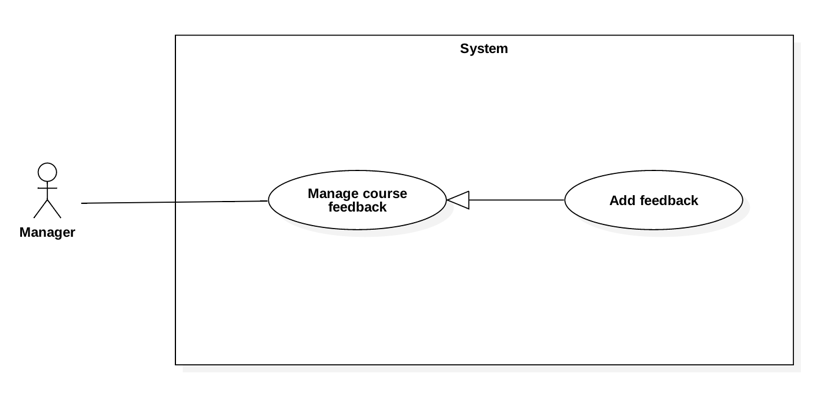 System
Manage course
feedback
Add feedback
Manager